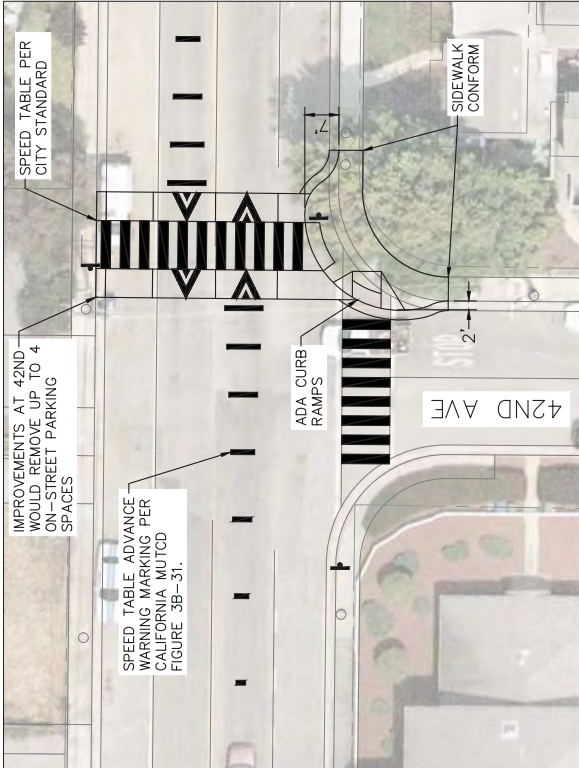 SPEED TABLE PER
CITY STANDARD
IMPROVEMENTS AT 42ND
WOULD REMOVE UP TO 4
ON-STREET PARKING
SPACES
SPEED TABLE ADVANCE
WARNING MARKING PER
CALIFORNIA MUTCD
FIGURE 3B-31.
ADA CURB
RAMPS
7'
SIDEWALK
CONFORM
2'
STOP
42ND AVE